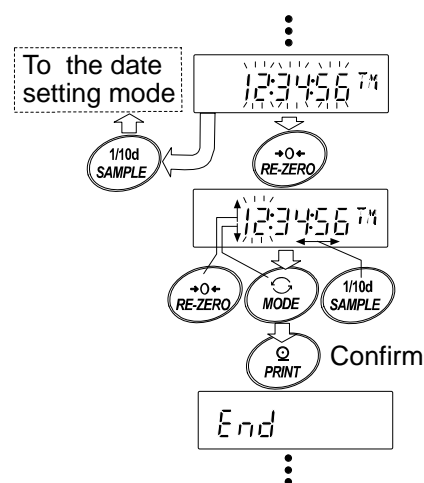 To the date
setting mode
12:34:56 TM
1/10d
SAMPLE
→0←
RE-ZERO
12:34:56 TM
→0←
RE-ZERO
MODE
1/10d
SAMPLE
PRINT
Confirm
End